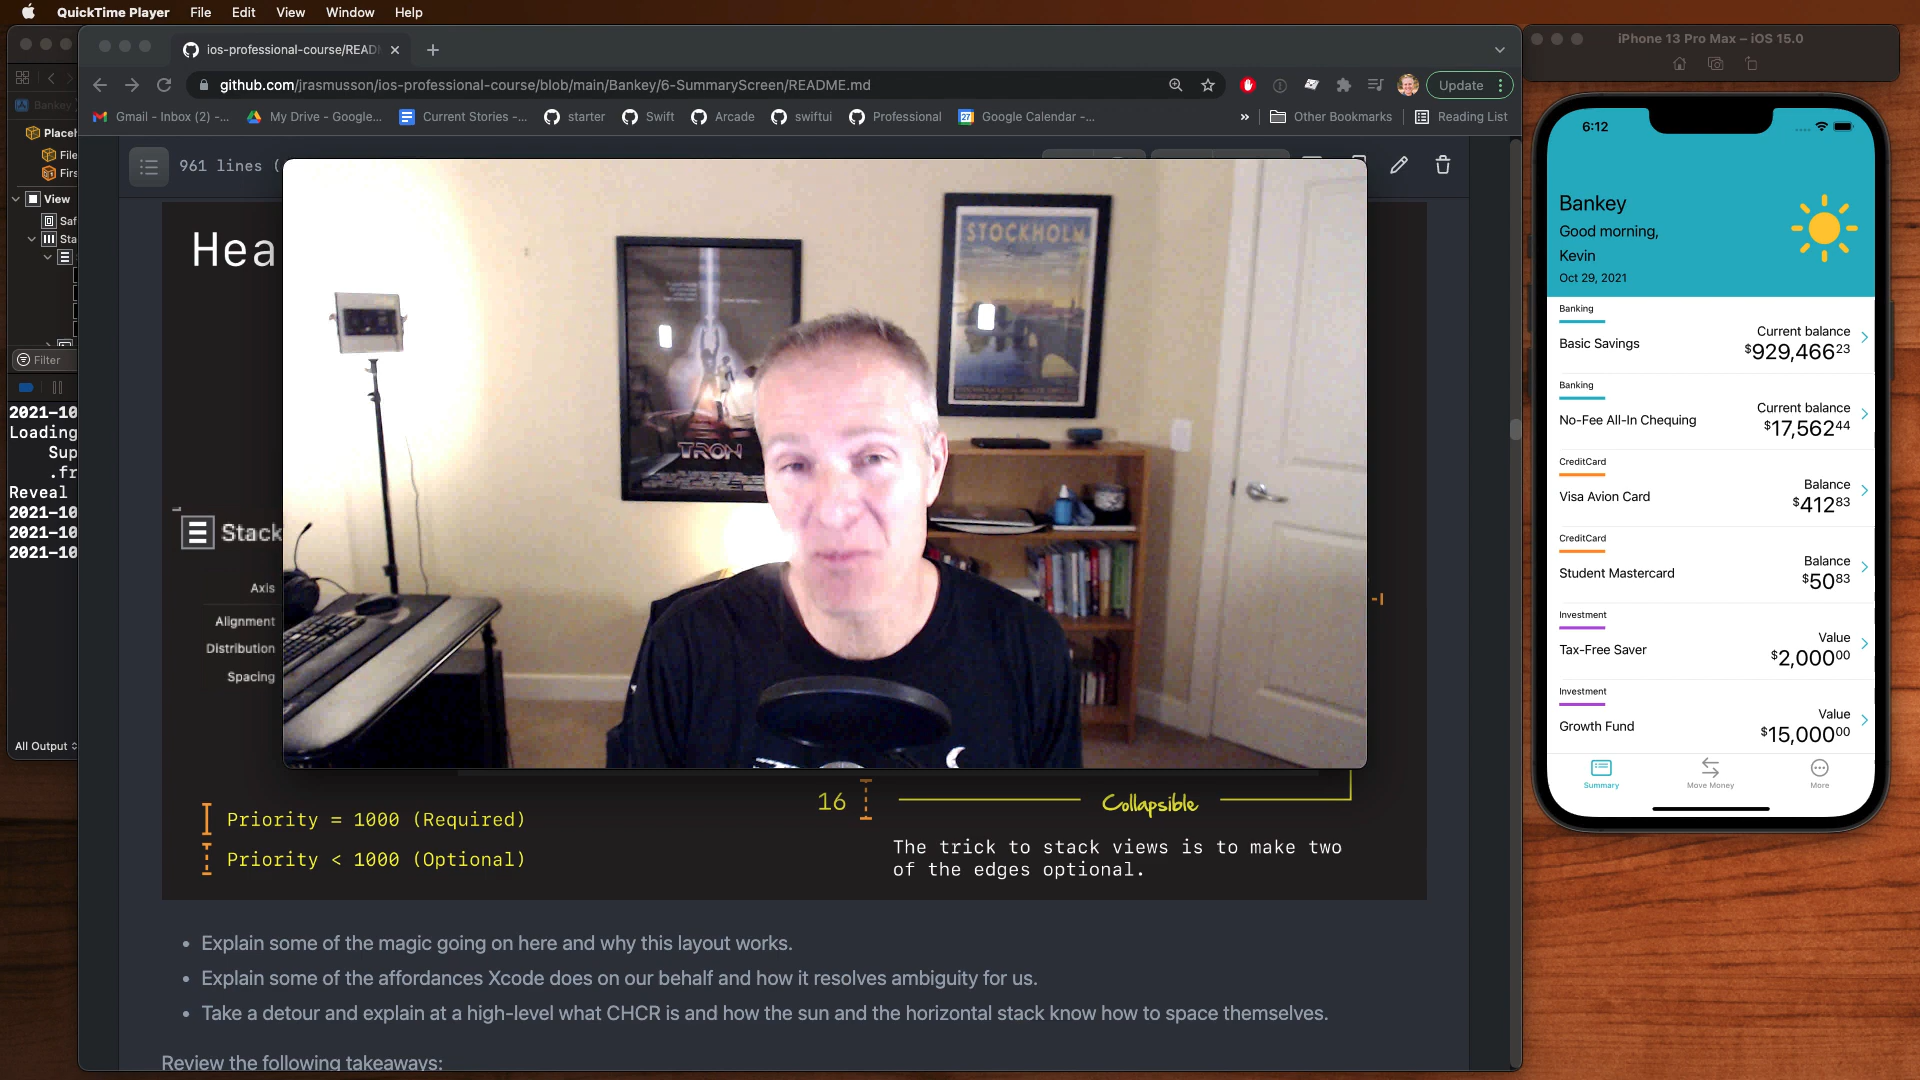 QuickTime Player File Edit View Window Help
ios-professional-course/READ
github.com/jrasmusson/ios-professional-course/blob/main/Bankey/6-SummaryScreen/README.md
Update
Gmail - Inbox (2) -... My Drive - Google... Current Stories -... starter Swift Arcade swiftui Professional 27 Google Calendar -... » Other Bookmarks Reading List
Bankey
Placeh
File
Firs
View
Saf
Sta
Filter
2021-10
Loading
Sup
.fr
Reveal
2021-10
2021-10
2021-10
All Output
961 lines (
Hea
STOCKHOLM
TRON
Stack
Axis
Alignment
Distribution
Spacing
Priority = 1000 (Required)
Priority < 1000 (Optional)
16
Collapsible
The trick to stack views is to make two
of the edges optional.
• Explain some of the magic going on here and why this layout works.
• Explain some of the affordances Xcode does on our behalf and how it resolves ambiguity for us.
• Take a detour and explain at a high-level what CHCR is and how the sun and the horizontal stack know how to space themselves.
Review the following takeaways:
iPhone 13 Pro Max – iOS 15.0
6:12
Bankey
Good morning,
Kevin
Oct 29, 2021
Banking
Basic Savings
Current balance
$929,46623
Banking
No-Fee All-In Chequing
Current balance
$17,56244
CreditCard
Visa Avion Card
Balance
$41283
CreditCard
Student Mastercard
Balance
$5083
Investment
Tax-Free Saver
Value
$2,00000
Investment
Growth Fund
Value
$15,00000
Summary Move Money More